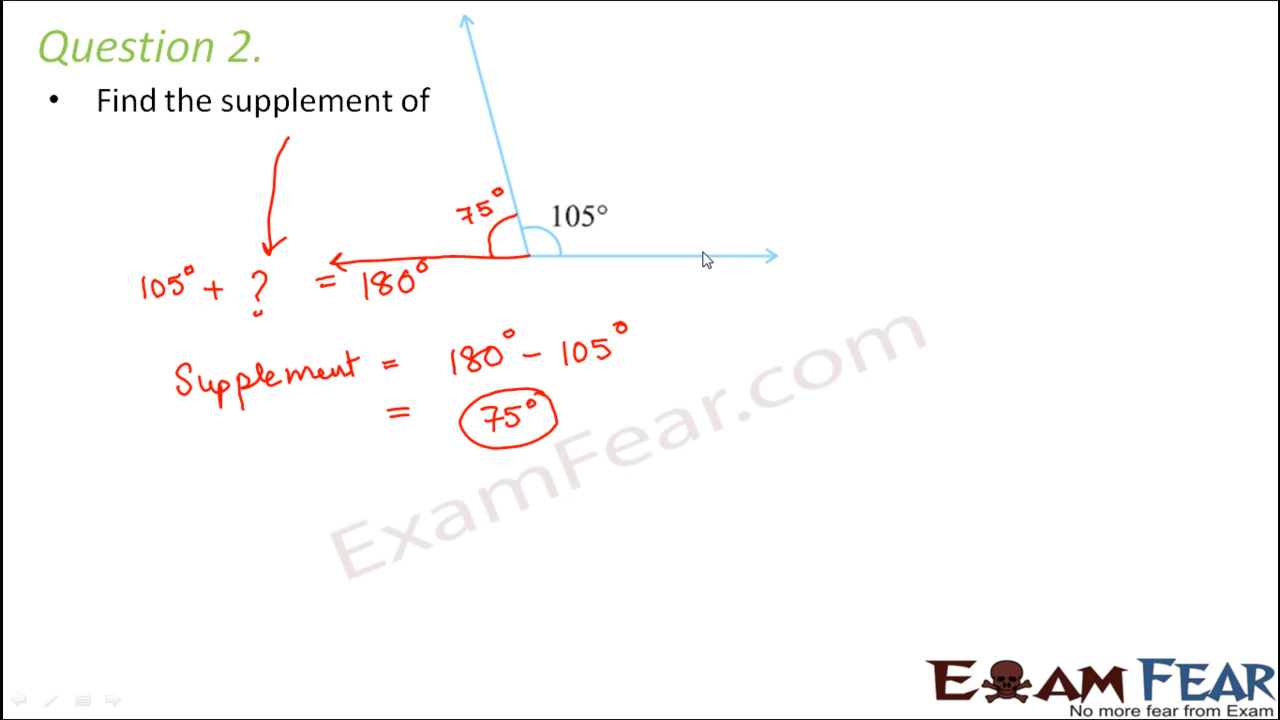 Question 2.
• Find the supplement of
75°
105°
105° + ? = 180°
Supplement = 180° - 105°
= 75°
ExamFear.com
EXAM FEAR
No more fear from Exam